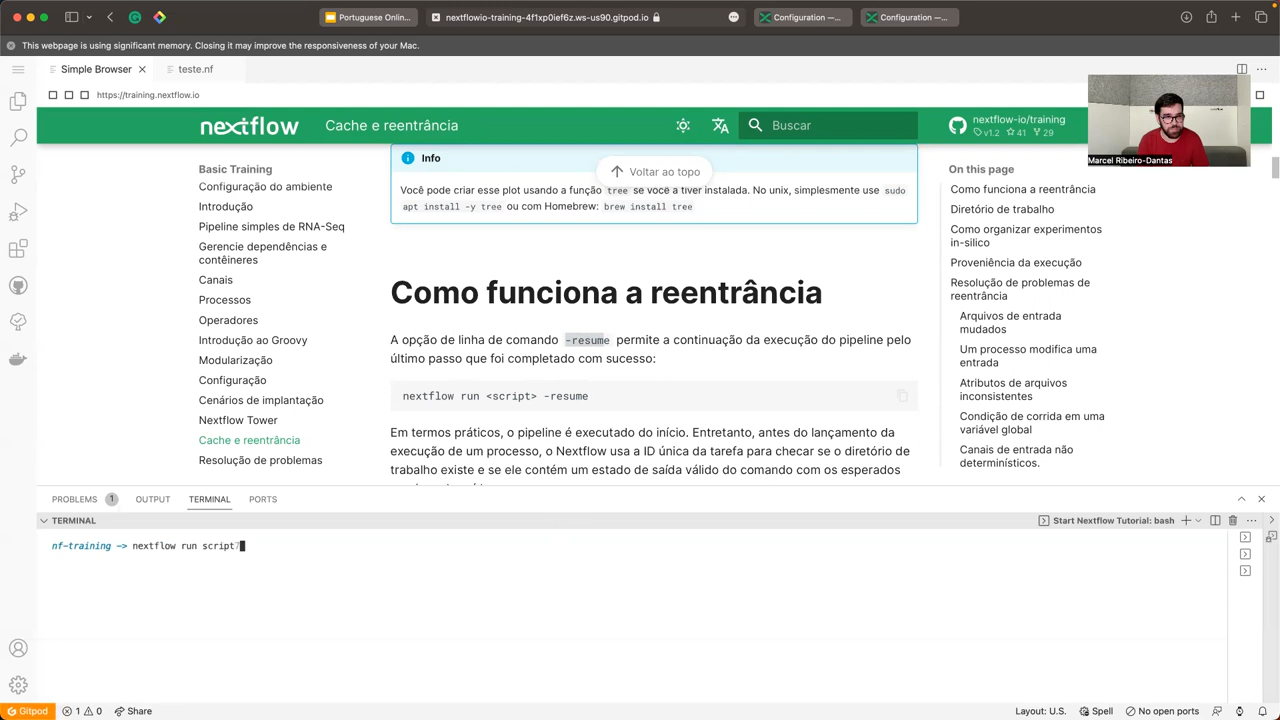 Portuguese Onlin...
nextflowio-training-4f1xp0ief6z.ws-us90.gitpod.io
Configuration —...
Configuration —...
This webpage is using significant memory. Closing it may improve the responsiveness of your Mac.
Simple Browser
teste.nf
https://training.nextflow.io
nextflow
Cache e reentrância
Buscar
nextflow-io/training
v1.2 41 29
Marcel Ribeiro-Dantas
Basic Training
Configuração do ambiente
Introdução
Pipeline simples de RNA-Seq
Gerencie dependências e
contêineres
Canais
Processos
Operadores
Introdução ao Groovy
Modularização
Configuração
Cenários de implantação
Nextflow Tower
Cache e reentrância
Resolução de problemas
Info
Voltar ao topo
Você pode criar esse plot usando a função tree se você a tiver instalada. No unix, simplesmente use sudo
apt install -y tree ou com Homebrew: brew install tree
Como funciona a reentrância
A opção de linha de comando -resume permite a continuação da execução do pipeline pelo
último passo que foi completado com sucesso:
nextflow run <script> -resume
Em termos práticos, o pipeline é executado do início. Entretanto, antes do lançamento da
execução de um processo, o Nextflow usa a ID única da tarefa para checar se o diretório de
trabalho existe e se ele contém um estado de saída válido do comando com os esperados
On this page
Como funciona a reentrância
Diretório de trabalho
Como organizar experimentos
in-silico
Proveniência da execução
Resolução de problemas de
reentrância
Arquivos de entrada
mudados
Um processo modifica uma
entrada
Atributos de arquivos
inconsistentes
Condição de corrida em uma
variável global
Canais de entrada não
determinísticos.
PROBLEMS 1 OUTPUT TERMINAL PORTS
TERMINAL
Start Nextflow Tutorial: bash
nf-training -> nextflow run script7
Gitpod 1 0 Share
Layout: U.S. Spell No open ports